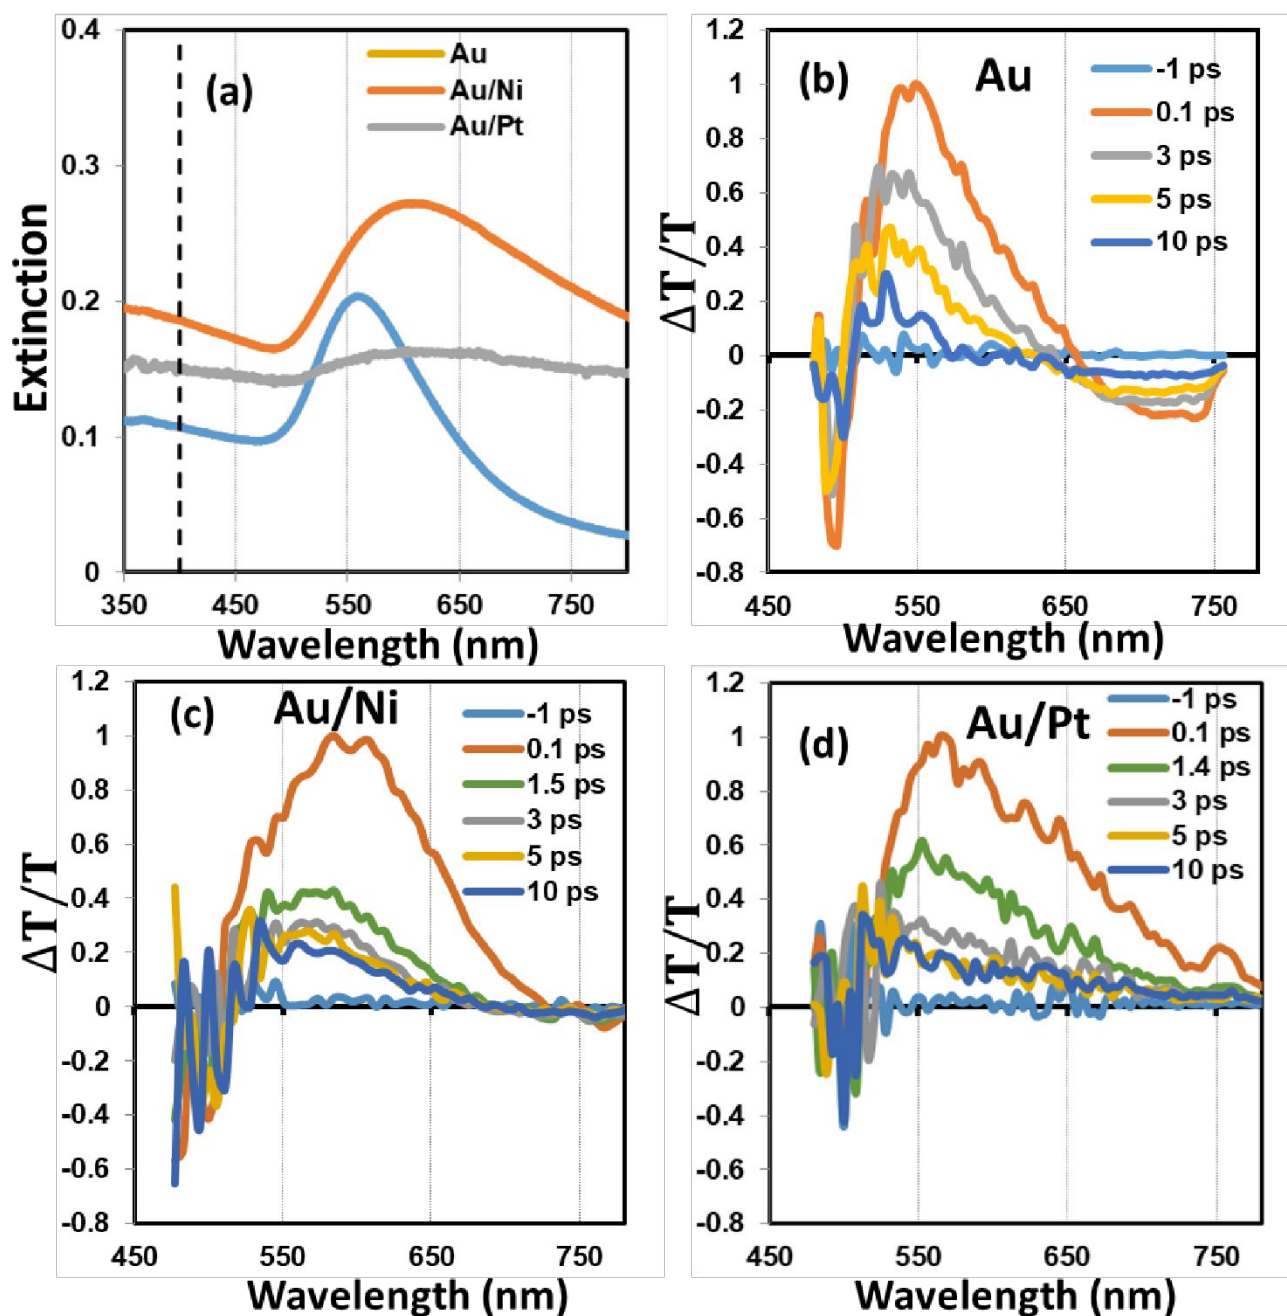 0.4
0.3
0.2
0.1
0
Extinction
(a)
Au
Au/Ni
Au/Pt
350 450 550 650 750
Wavelength (nm)
1.2
1
0.8
0.6
0.4
0.2
0
-0.2
-0.4
-0.6
-0.8
ΔT/T
(b)
Au
-1 ps
0.1 ps
3 ps
5 ps
10 ps
450 550 650 750
Wavelength (nm)
1.2
1
0.8
0.6
0.4
0.2
0
-0.2
-0.4
-0.6
-0.8
ΔT/T
(c)
Au/Ni
-1 ps
0.1 ps
1.5 ps
3 ps
5 ps
10 ps
450 550 650 750
Wavelength (nm)
1.2
1
0.8
0.6
0.4
0.2
0
-0.2
-0.4
-0.6
-0.8
ΔT/T
(d)
Au/Pt
-1 ps
0.1 ps
1.4 ps
3 ps
5 ps
10 ps
450 550 650 750
Wavelength (nm)